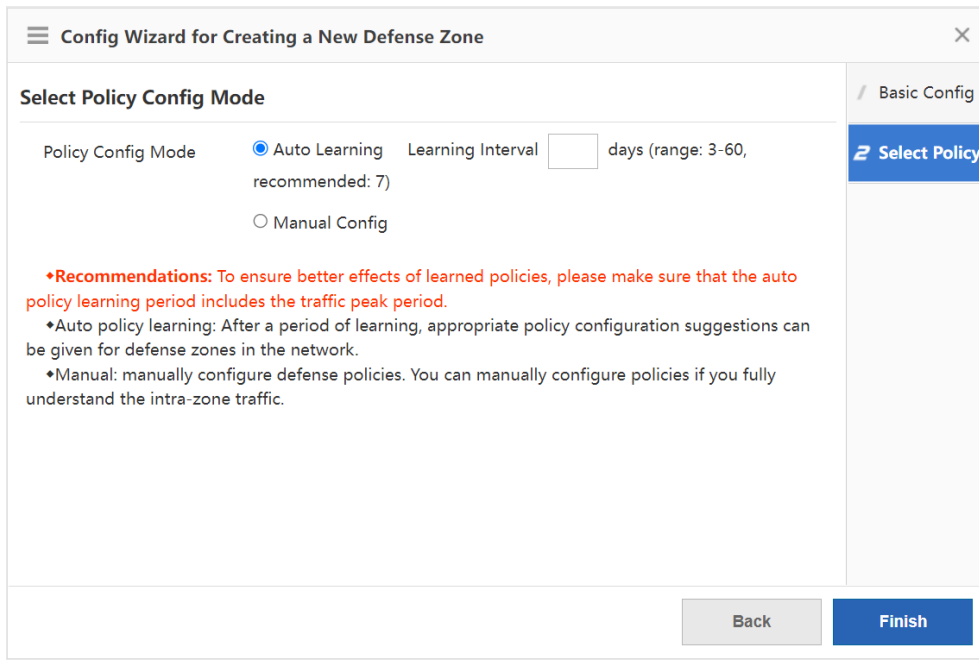 Config Wizard for Creating a New Defense Zone
Select Policy Config Mode
Policy Config Mode
Auto Learning Learning Interval days (range: 3-60,
recommended: 7)
Manual Config
◆Recommendations: To ensure better effects of learned policies, please make sure that the auto
policy learning period includes the traffic peak period.
◆Auto policy learning: After a period of learning, appropriate policy configuration suggestions can
be given for defense zones in the network.
◆Manual: manually configure defense policies. You can manually configure policies if you fully
understand the intra-zone traffic.
1 Basic Config
2 Select Policy
Back
Finish